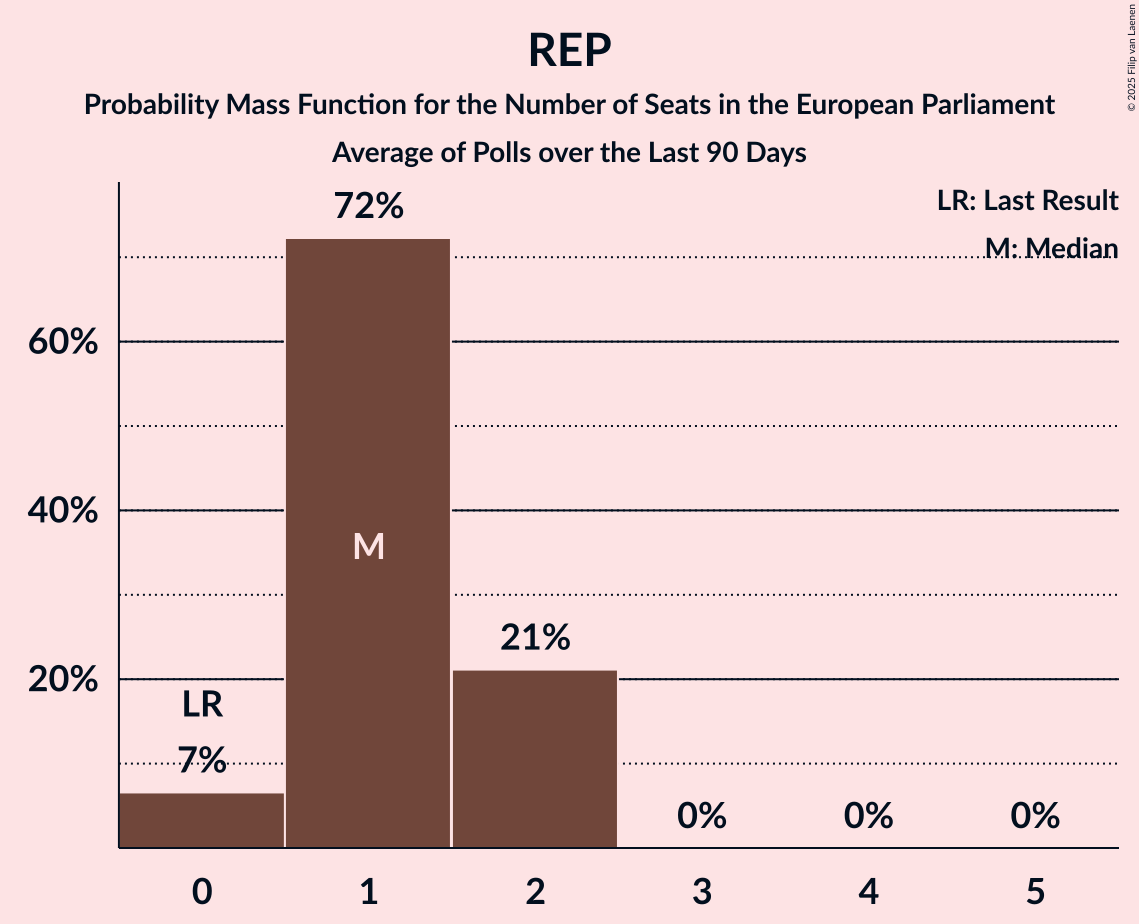 REP
Probability Mass Function for the Number of Seats in the European Parliament
Average of Polls over the Last 90 Days
© 2025 Filip van Laenen
LR: Last Result
M: Median
72%
60%
M
40%
21%
20%
LR
7%
0%
0%
0%
0
1
2
3
4
5